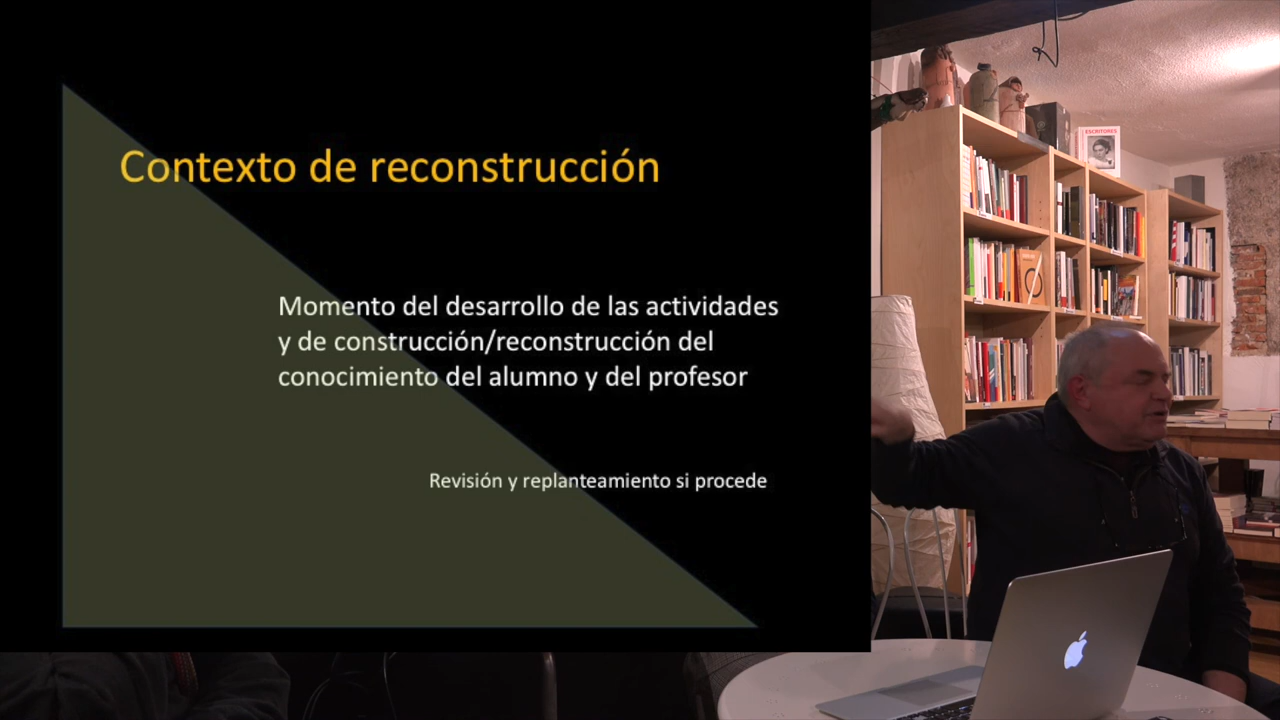 Contexto de reconstrucción
Momento del desarrollo de las actividades
y de construcción/reconstrucción del
conocimiento del alumno y del profesor
Revisión y replanteamiento si procede
ESCRITORES